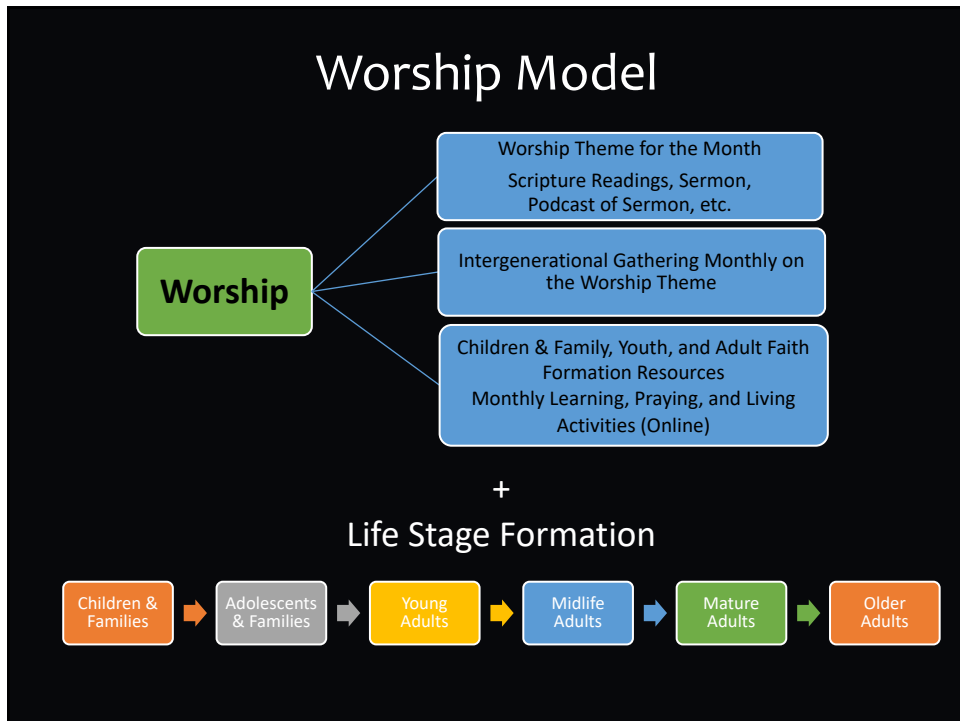 Worship Model
Worship Theme for the Month
Scripture Readings, Sermon,
Podcast of Sermon, etc.
Worship
Intergenerational Gathering Monthly on
the Worship Theme
Children & Family, Youth, and Adult Faith
Formation Resources
Monthly Learning, Praying, and Living
Activities (Online)
+
Life Stage Formation
Children &
Families
Adolescents
& Families
Young
Adults
Midlife
Adults
Mature
Adults
Older
Adults